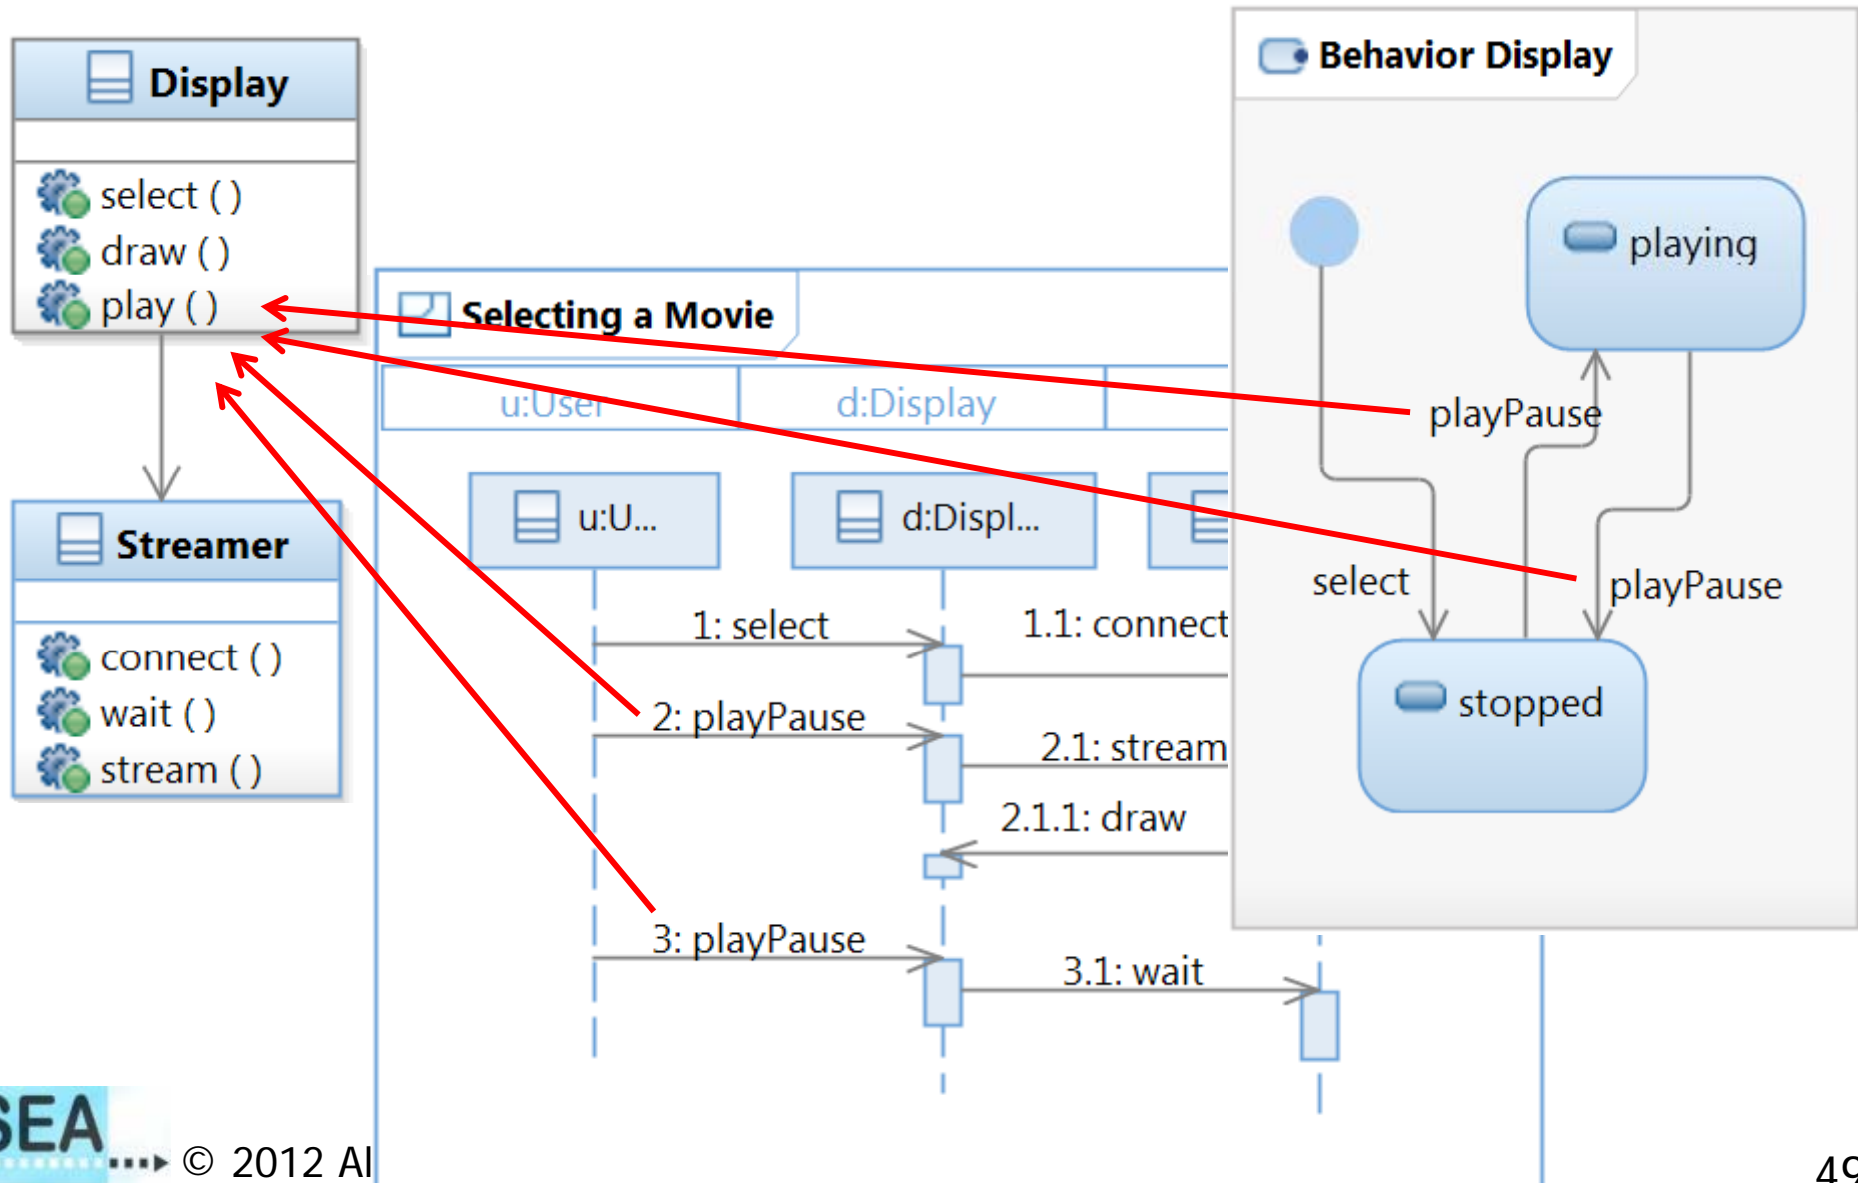 Display
select ( )
draw ( )
play ( )
Streamer
connect ( )
wait ( )
stream ( )
Selecting a Movie
u:User
d:Display
u:U...
d:Displ...
1: select
1.1: connect
2: playPause
2.1: stream
2.1.1: draw
3: playPause
3.1: wait
Behavior Display
playing
playPause
select
playPause
stopped
SEA
© 2012 Al
49